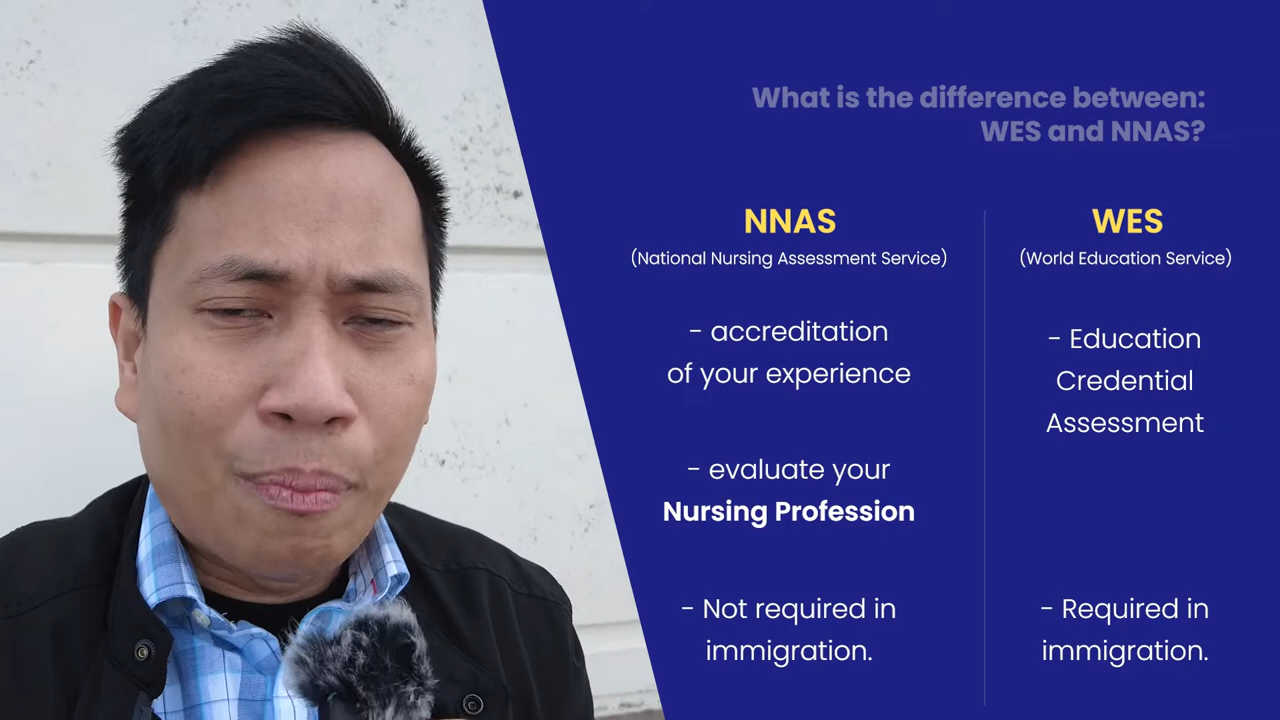 What is the difference between:
WES and NNAS?
NNAS
(National Nursing Assessment Service)
- accreditation
of your experience
- evaluate your
Nursing Profession
- Not required in
immigration.
WES
(World Education Service)
- Education
Credential
Assessment
- Required in
immigration.